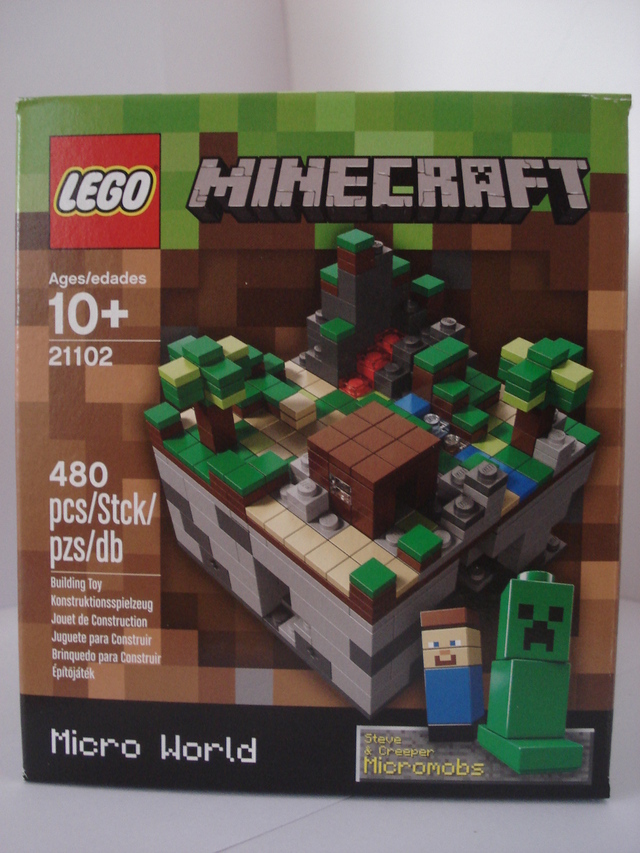 LEGO
MINECRAFT
Ages/edades
10+
21102
480
pcs/Stck/
pzs/db
Building Toy
Konstruktionsspielzeug
Jouet de Construction
Juguete para Construir
Brinquedo para Construir
Építőjáték
Micro World
Steve
& Creeper
Micromobs